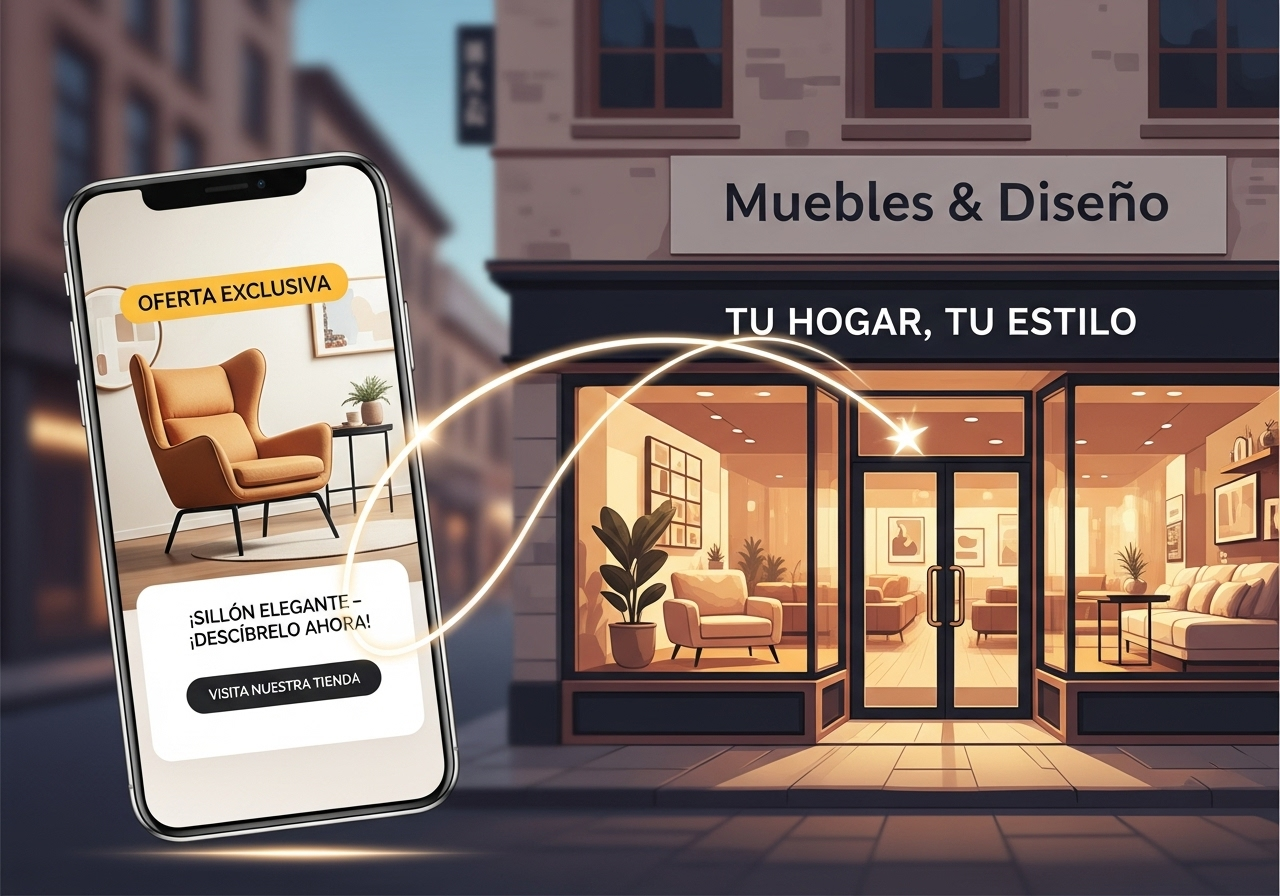 Muebles & Diseño
TU HOGAR, TU ESTILO
OFERTA EXCLUSIVA
¡SILLÓN ELEGANTE –
¡DESCÍBRELO AHORA!
VISITA NUESTRA TIENDA